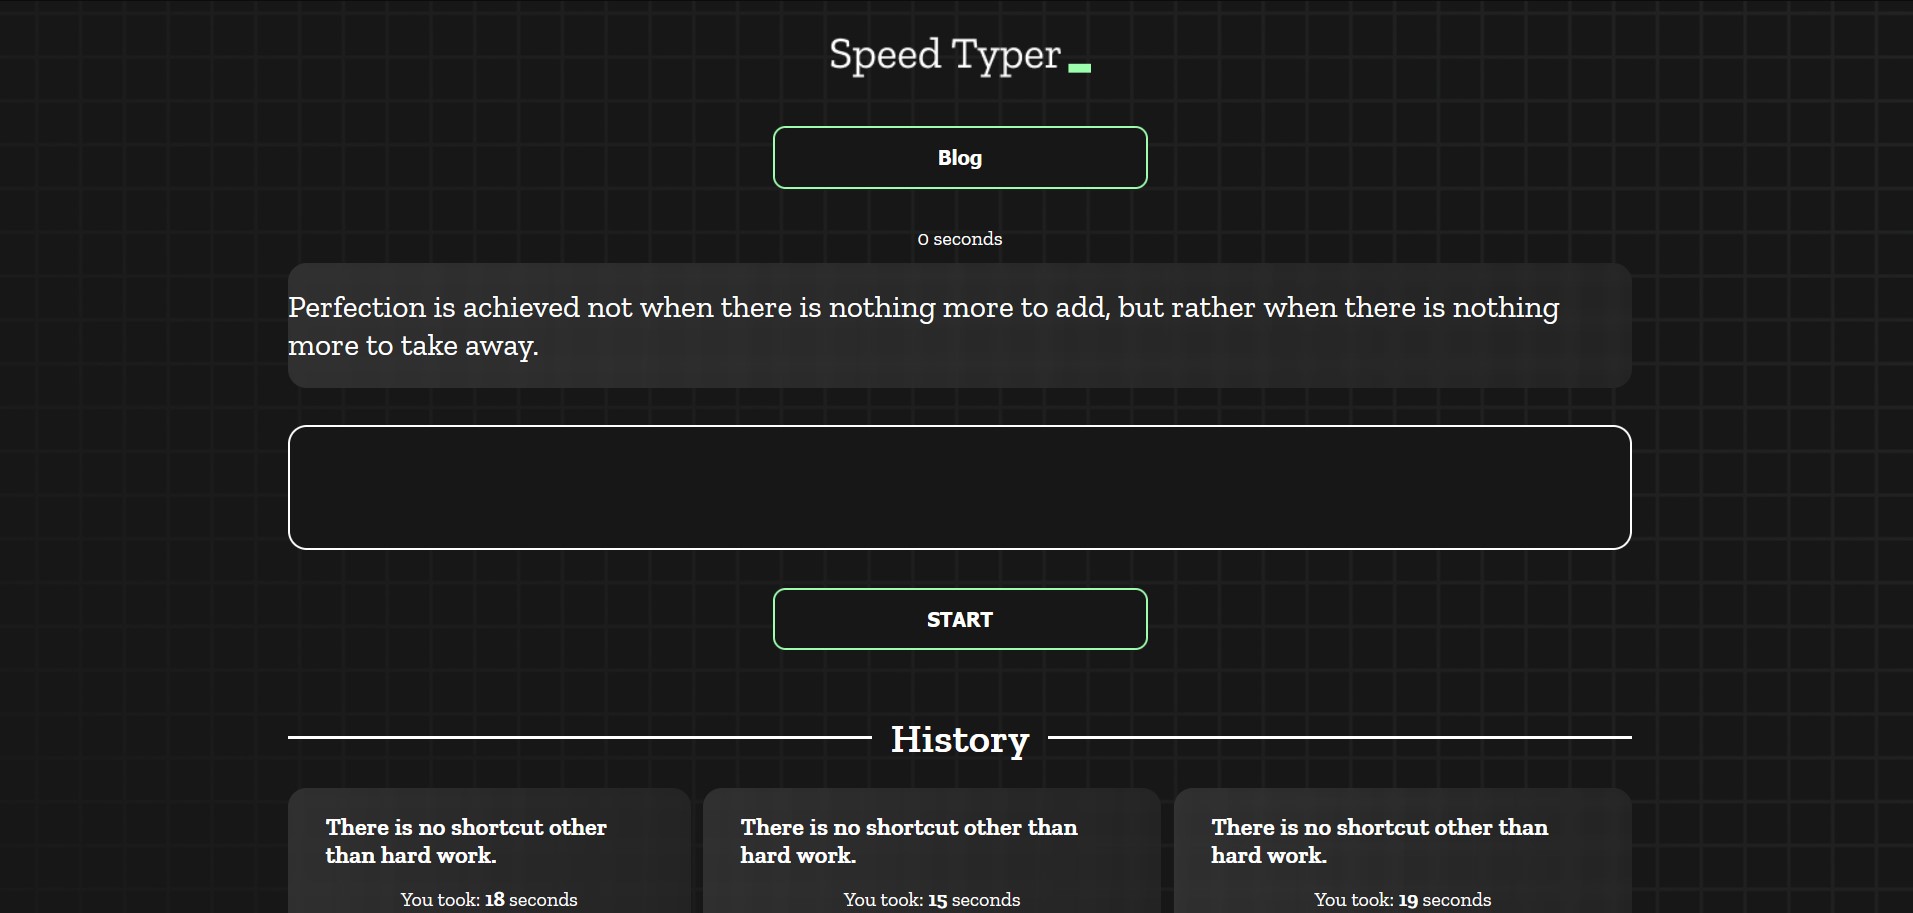 Speed Typer
Blog
0 seconds
Perfection is achieved not when there is nothing more to add, but rather when there is nothing
more to take away.
START
History
There is no shortcut other
than hard work.
You took: 18 seconds
There is no shortcut other than
hard work.
You took: 15 seconds
There is no shortcut other than
hard work.
You took: 19 seconds